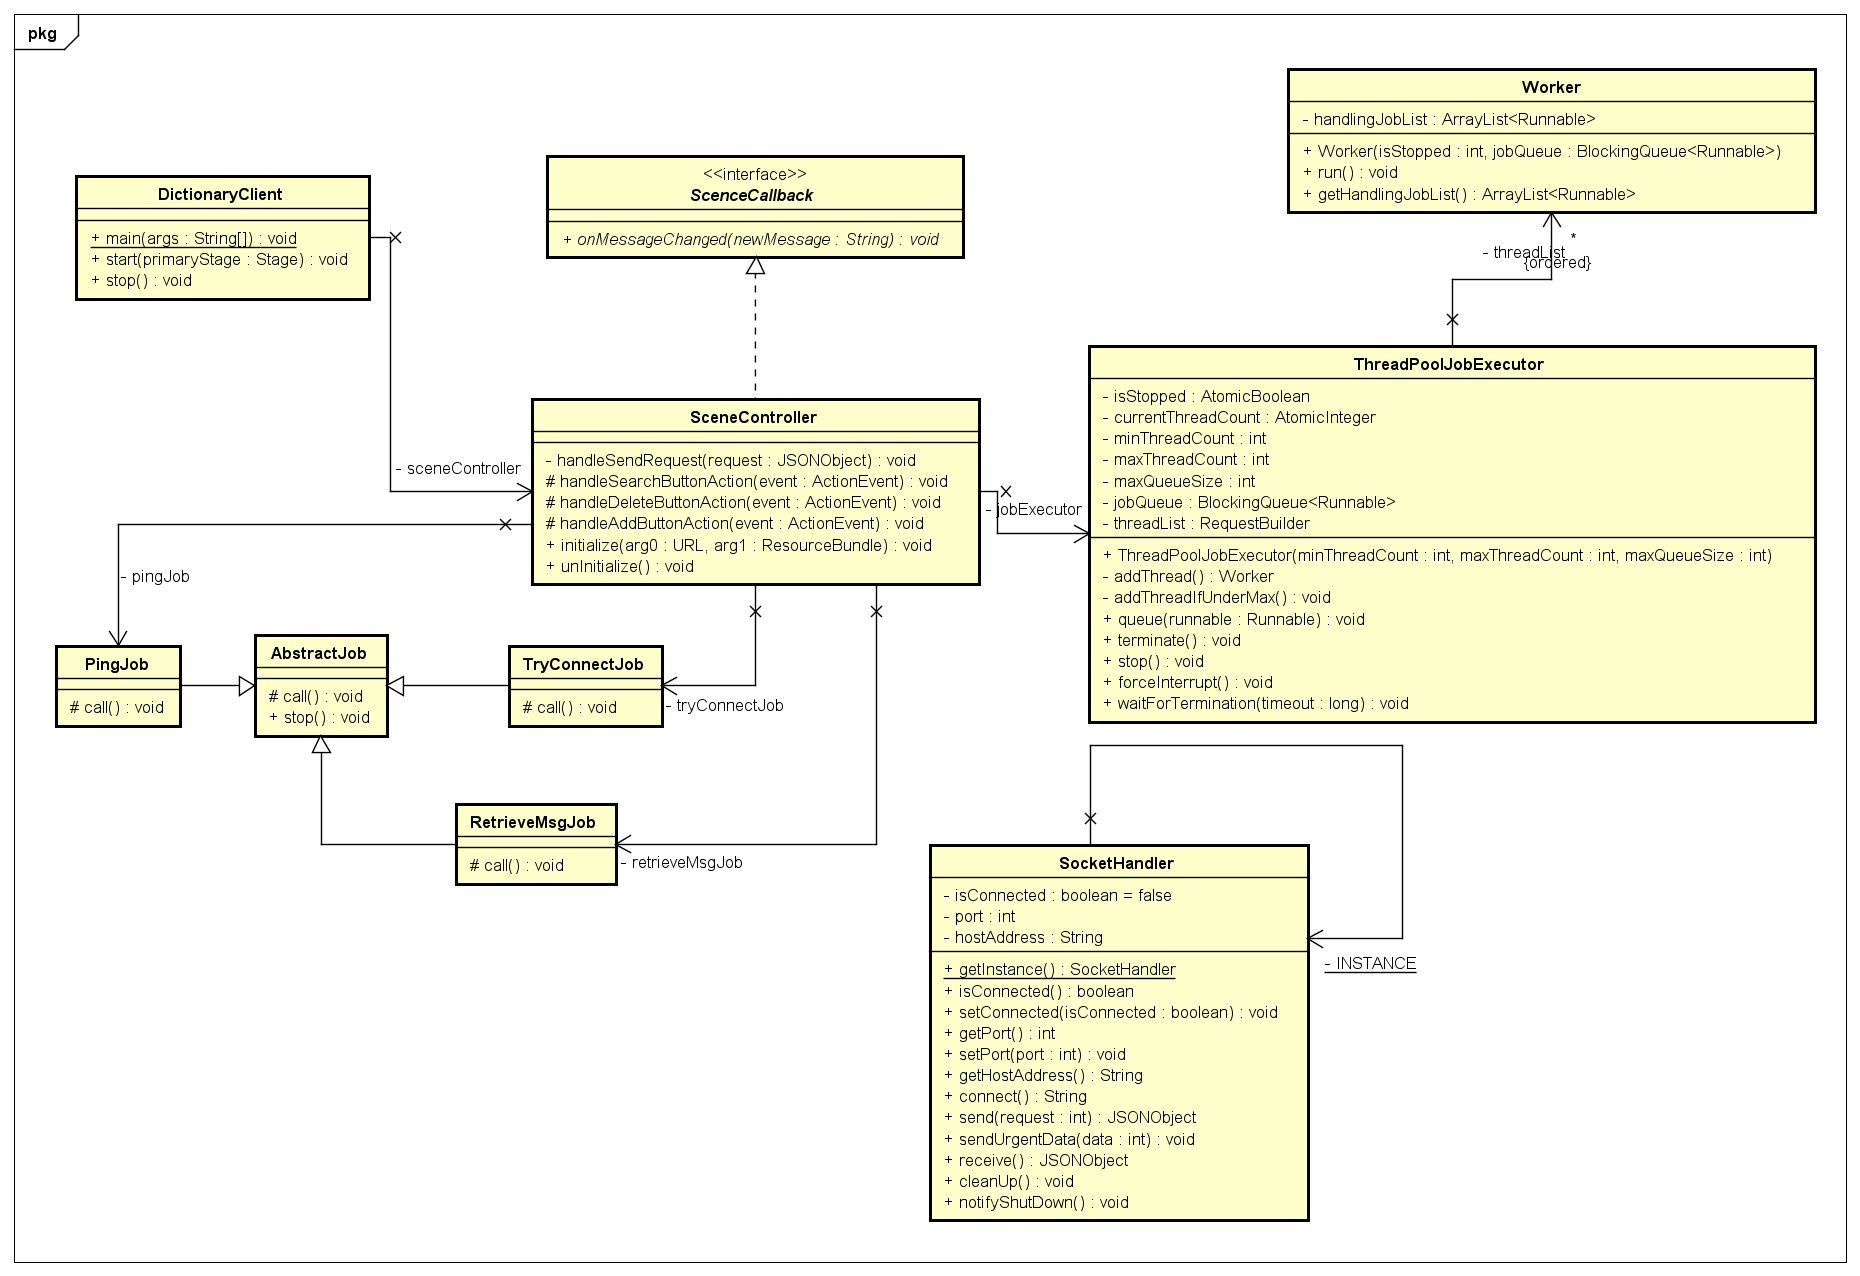 pkg
Worker
- handlingJobList : ArrayList<Runnable>
+ Worker(isStopped : int, jobQueue : BlockingQueue<Runnable>)
+ run() : void
+ getHandlingJobList() : ArrayList<Runnable>
<<interface>>
ScenceCallback
+ onMessageChanged(newMessage : String) : void
DictionaryClient
+ main(args : String[]) : void
+ start(primaryStage : Stage) : void
+ stop() : void
*
- threadList
{ordered}
ThreadPoolJobExecutor
- isStopped : AtomicBoolean
- currentThreadCount : AtomicInteger
- minThreadCount : int
- maxThreadCount : int
- maxQueueSize : int
- jobQueue : BlockingQueue<Runnable>
- threadList : RequestBuilder
+ ThreadPoolJobExecutor(minThreadCount : int, maxThreadCount : int, maxQueueSize : int)
- addThread() : Worker
- addThreadIfUnderMax() : void
+ queue(runnable : Runnable) : void
+ terminate() : void
+ stop() : void
+ forceInterrupt() : void
+ waitForTermination(timeout : long) : void
SceneController
- handleSendRequest(request : JSONObject) : void
# handleSearchButtonAction(event : ActionEvent) : void
# handleDeleteButtonAction(event : ActionEvent) : void
# handleAddButtonAction(event : ActionEvent) : void
+ initialize(arg0 : URL, arg1 : ResourceBundle) : void
+ unInitialize() : void
- sceneController
- jobExecutor
- pingJob
PingJob
# call() : void
AbstractJob
# call() : void
+ stop() : void
TryConnectJob
# call() : void
- tryConnectJob
RetrieveMsgJob
# call() : void
- retrieveMsgJob
SocketHandler
- isConnected : boolean = false
- port : int
- hostAddress : String
+ getInstance() : SocketHandler
+ isConnected() : boolean
+ setConnected(isConnected : boolean) : void
+ getPort() : int
+ setPort(port : int) : void
+ getHostAddress() : String
+ connect() : String
+ send(request : int) : JSONObject
+ sendUrgentData(data : int) : void
+ receive() : JSONObject
+ cleanUp() : void
+ notifyShutDown() : void
- INSTANCE